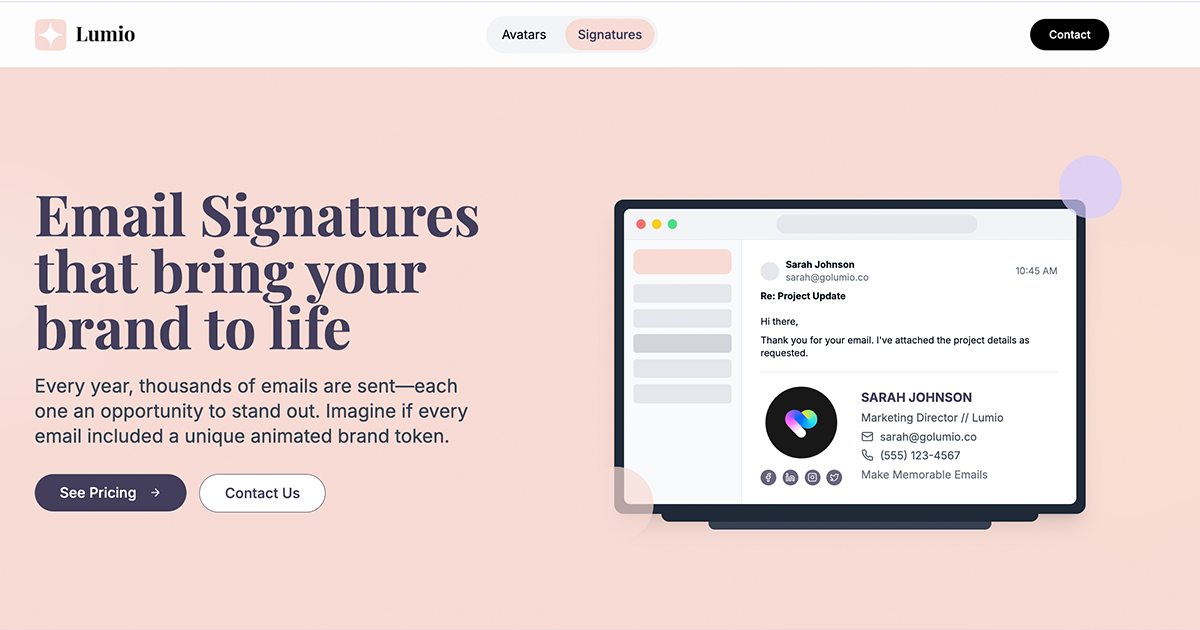 Lumio
Avatars
Signatures
Contact
Email Signatures
that bring your
brand to life
Every year, thousands of emails are sent—each
one an opportunity to stand out. Imagine if every
email included a unique animated brand token.
See Pricing →
Contact Us
Sarah Johnson
sarah@golumio.co
10:45 AM
Re: Project Update
Hi there,
Thank you for your email. I've attached the project details as
requested.
SARAH JOHNSON
Marketing Director // Lumio
sarah@golumio.co
(555) 123-4567
Make Memorable Emails